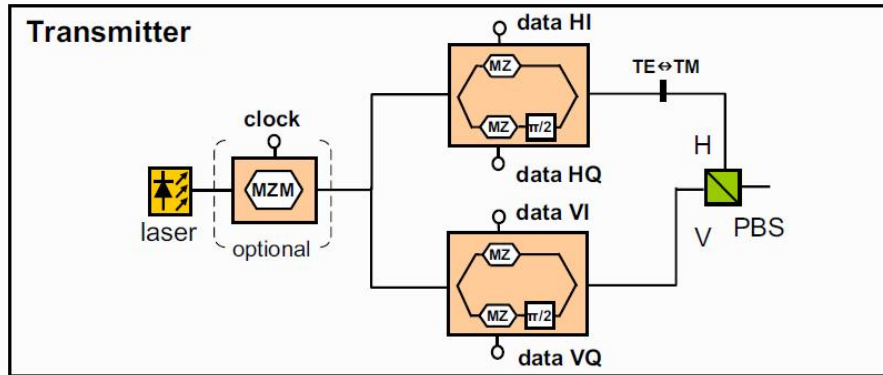 Transmitter
data HI
MZ
TE⇔TM
clock
MZ π/2
H
MZM
data HQ
laser
data VI
V PBS
optional
MZ
MZ π/2
data VQ